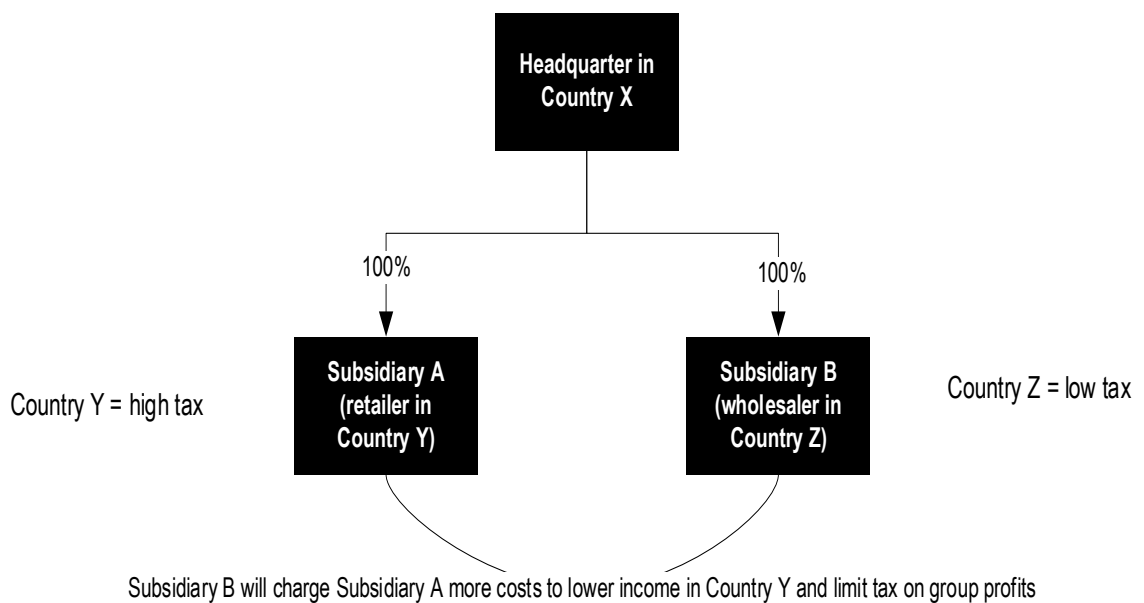 Headquarter in
Country X
100%
100%
Subsidiary A
(retailer in
Country Y)
Subsidiary B
(wholesaler in
Country Z)
Country Y = high tax
Country Z = low tax
Subsidiary B will charge Subsidiary A more costs to lower income in Country Y and limit tax on group profits